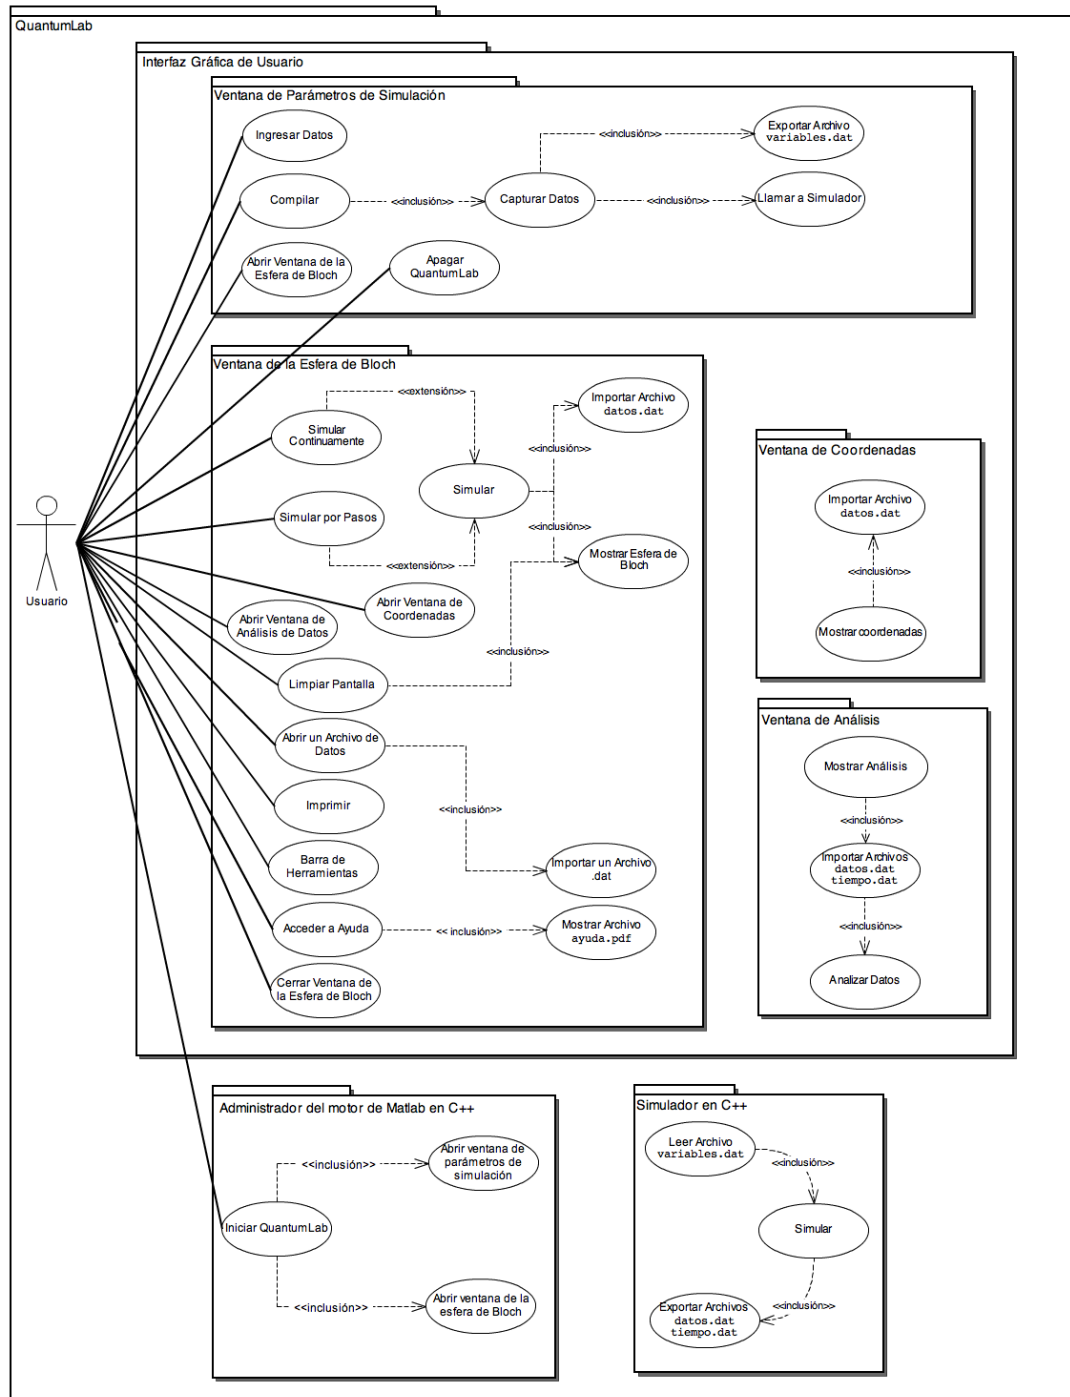 QuantumLab
Interfaz Gráfica de Usuario
Ventana de Parámetros de Simulación
Ingresar Datos
<<inclusión>>
Exportar Archivo
variables.dat
Compilar
<<inclusión>>
Capturar Datos
<<inclusión>>
Llamar a Simulador
Abrir Ventana de la
Esfera de Bloch
Apagar
QuantumLab
Ventana de la Esfera de Bloch
<<extensión>>
Importar Archivo
datos.dat
Simular
Continuamente
<<inclusión>>
Simular
Simular por Pasos
<<inclusión>>
<<extensión>>
Mostrar Esfera de
Bloch
Abrir Ventana de
Coordenadas
Abrir Ventana de
Análisis de Datos
<<inclusión>>
Limpiar Pantalla
Abrir un Archivo de
Datos
<<inclusión>>
Imprimir
Barra de
Herramientas
Importar un Archivo
.dat
Acceder a Ayuda
<< inclusión>>
Mostrar Archivo
ayuda.pdf
Cerrar Ventana de
la Esfera de Bloch
Ventana de Coordenadas
Importar Archivo
datos.dat
<<inclusión>>
Mostrar coordenadas
Ventana de Análisis
Mostrar Análisis
<<inclusión>>
Importar Archivos
datos.dat
tiempo.dat
<<inclusión>>
Analizar Datos
Usuario
Administrador del motor de Matlab en C++
<<inclusión>>
Abrir ventana de
parámetros de
simulación
Iniciar QuantumLab
<<inclusión>>
Abrir ventana de la
esfera de Bloch
Simulador en C++
Leer Archivo
variables.dat
<<inclusión>>
Simular
<<inclusión>>
Exportar Archivos
datos.dat
tiempo.dat